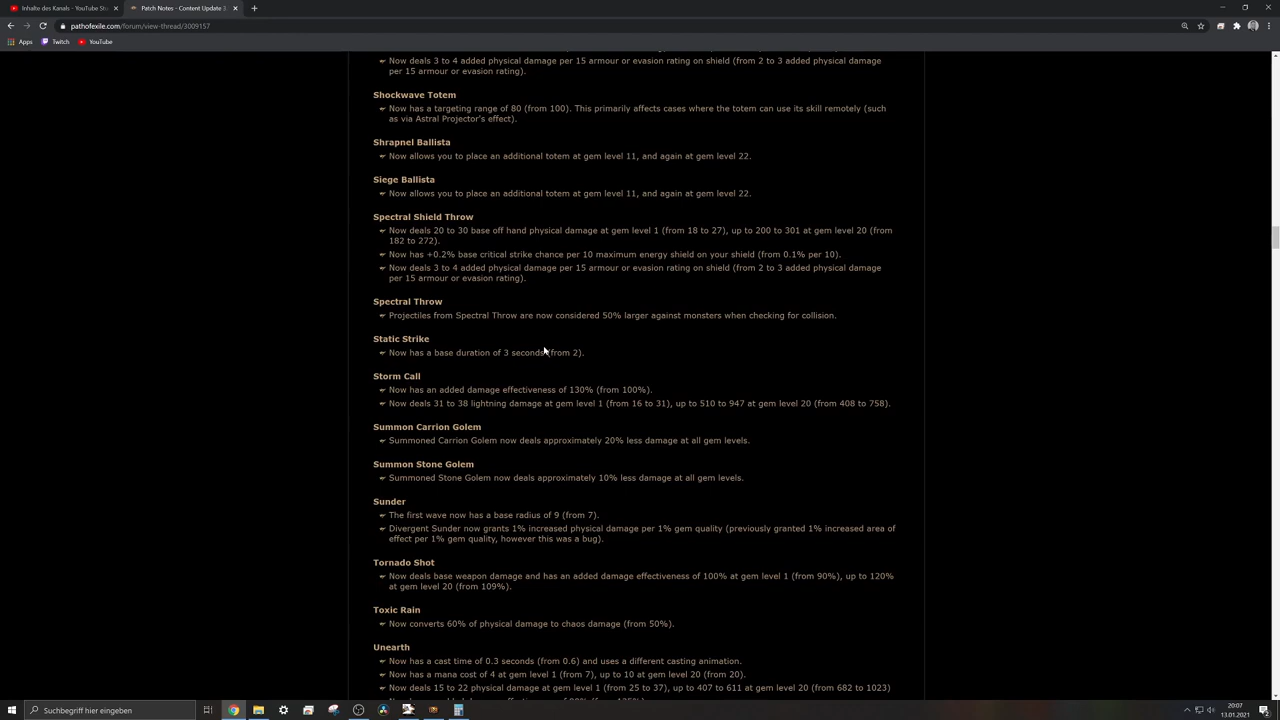 Inhalte des Kanals - YouTube Stu
Patch Notes - Content Update 3
pathofexile.com/forum/view-thread/3009157
Apps Twitch YouTube
Now deals 3 to 4 added physical damage per 15 armour or evasion rating on shield (from 2 to 3 added physical damage
per 15 armour or evasion rating).
Shockwave Totem
Now has a targeting range of 80 (from 100). This primarily affects cases where the totem can use its skill remotely (such
as via Astral Projector's effect).
Shrapnel Ballista
Now allows you to place an additional totem at gem level 11, and again at gem level 22.
Siege Ballista
Now allows you to place an additional totem at gem level 11, and again at gem level 22.
Spectral Shield Throw
Now deals 20 to 30 base off hand physical damage at gem level 1 (from 18 to 27), up to 200 to 301 at gem level 20 (from
182 to 272).
Now has +0.2% base critical strike chance per 10 maximum energy shield on your shield (from 0.1% per 10).
Now deals 3 to 4 added physical damage per 15 armour or evasion rating on shield (from 2 to 3 added physical damage
per 15 armour or evasion rating).
Spectral Throw
Projectiles from Spectral Throw are now considered 50% larger against monsters when checking for collision.
Static Strike
Now has a base duration of 3 seconds (from 2).
Storm Call
Now has an added damage effectiveness of 130% (from 100%).
Now deals 31 to 38 lightning damage at gem level 1 (from 16 to 31), up to 510 to 947 at gem level 20 (from 408 to 758).
Summon Carrion Golem
Summoned Carrion Golem now deals approximately 20% less damage at all gem levels.
Summon Stone Golem
Summoned Stone Golem now deals approximately 10% less damage at all gem levels.
Sunder
The first wave now has a base radius of 9 (from 7).
Divergent Sunder now grants 1% increased physical damage per 1% gem quality (previously granted 1% increased area of
effect per 1% gem quality, however this was a bug).
Tornado Shot
Now deals base weapon damage and has an added damage effectiveness of 100% at gem level 1 (from 90%), up to 120%
at gem level 20 (from 109%).
Toxic Rain
Now converts 60% of physical damage to chaos damage (from 50%).
Unearth
Now has a cast time of 0.3 seconds (from 0.6) and uses a different casting animation.
Now has a mana cost of 4 at gem level 1 (from 7), up to 10 at gem level 20 (from 20).
Now deals 15 to 22 physical damage at gem level 1 (from 25 to 37), up to 407 to 611 at gem level 20 (from 682 to 1023)
Suchbegriff hier eingeben
20:07
13.01.2021